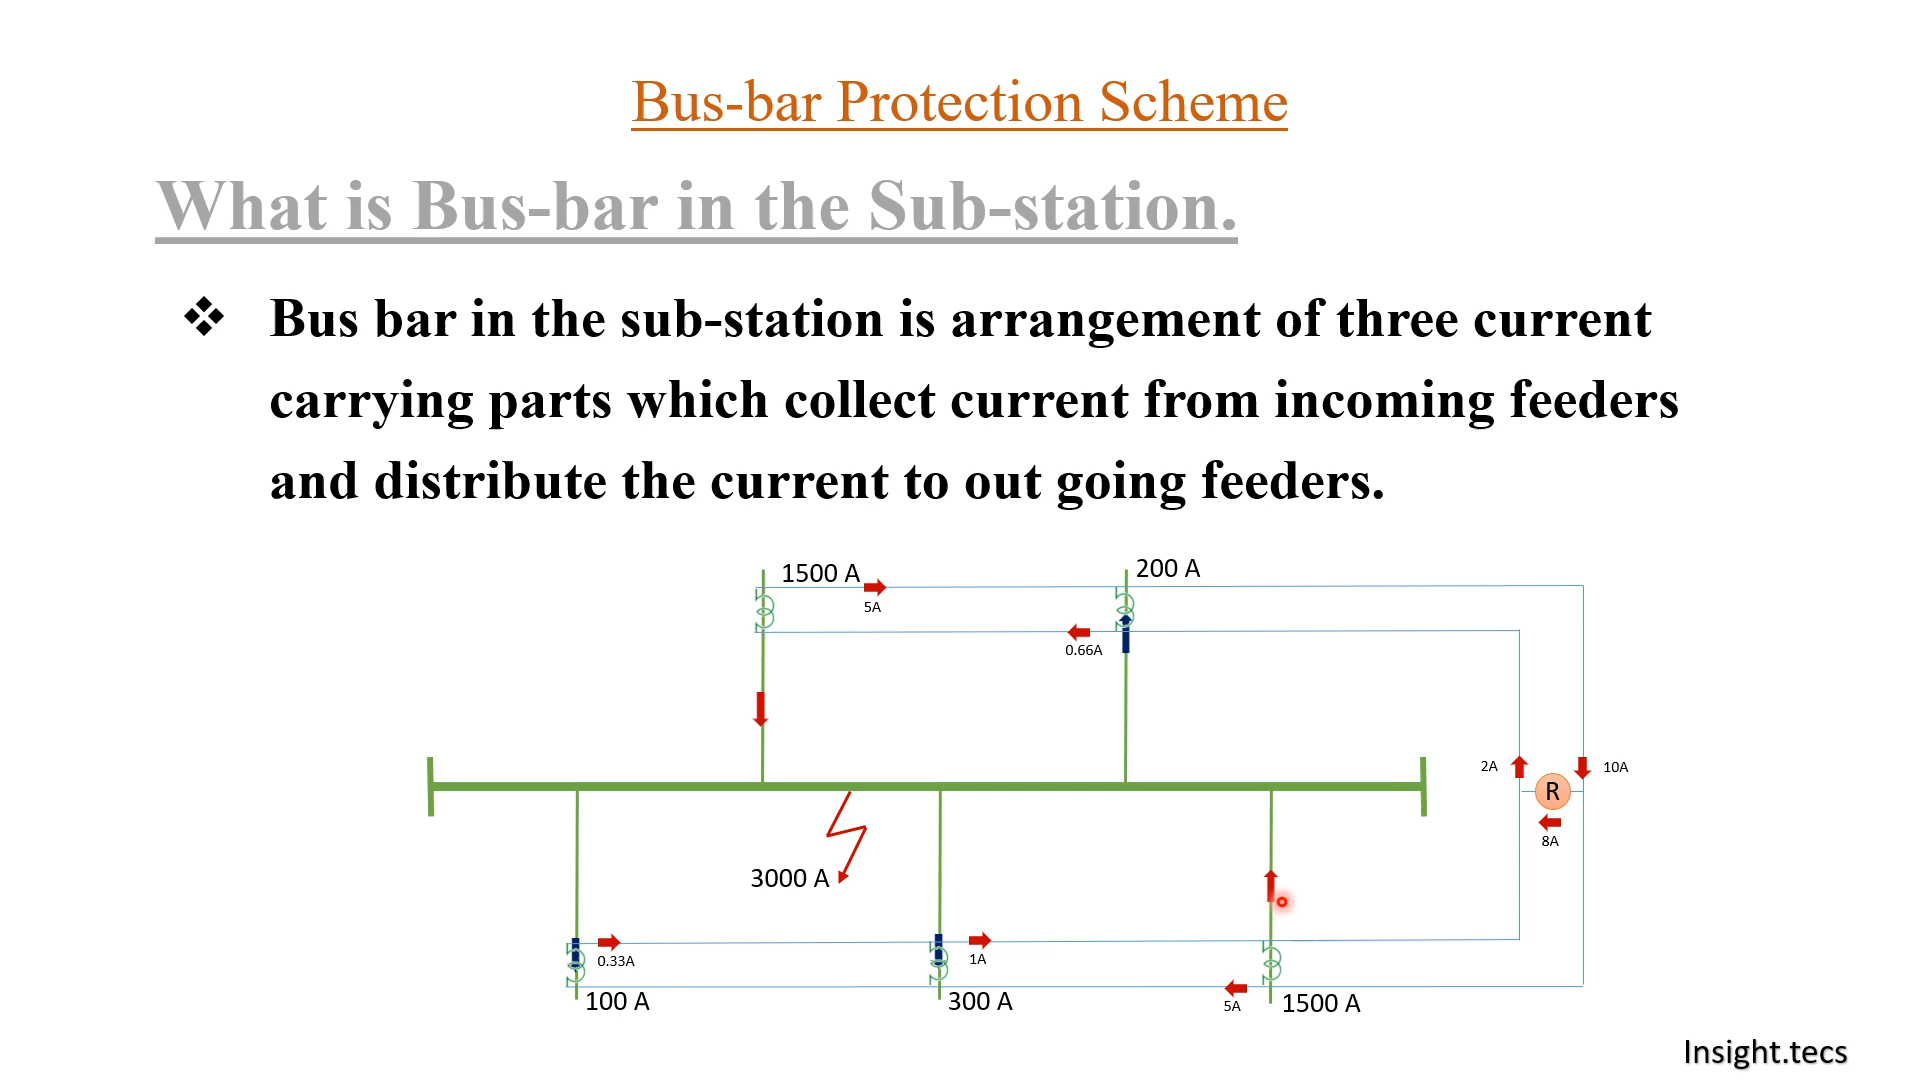 Bus-bar Protection Scheme
What is Bus-bar in the Sub-station.
❖ Bus bar in the sub-station is arrangement of three current
carrying parts which collect current from incoming feeders
and distribute the current to out going feeders.
1500 A
200 A
5A
0.66A
2A
10A
R
8A
3000 A
0.33A
1A
5A
100 A
300 A
1500 A
Insight.tecs